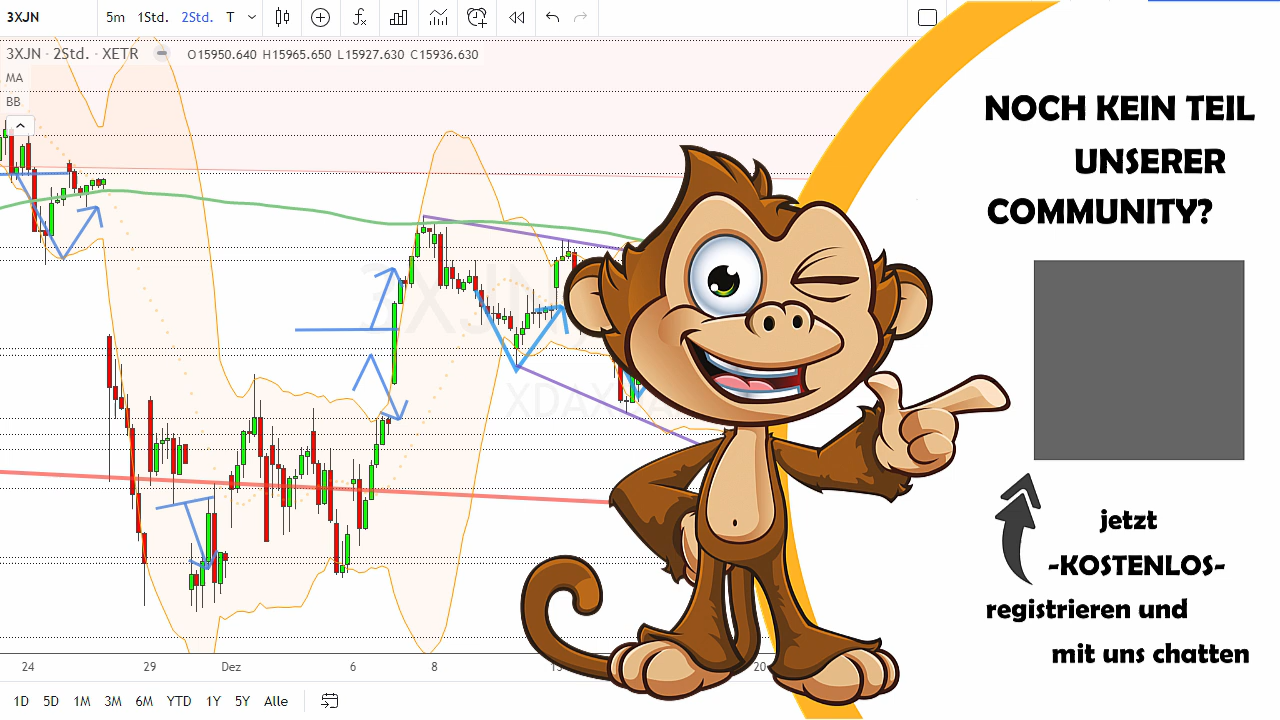 3XJN 5m 1Std. 2Std. T
3XJN · 2Std. · XETR O15950.640 H15965.650 L15927.630 C15936.630
MA
BB
NOCH KEIN TEIL
UNSERER
COMMUNITY?
3XJN
jetzt
-KOSTENLOS-
registrieren und
mit uns chatten
24 29 Dez 6 8 20
1D 5D 1M 3M 6M YTD 1Y 5Y Alle